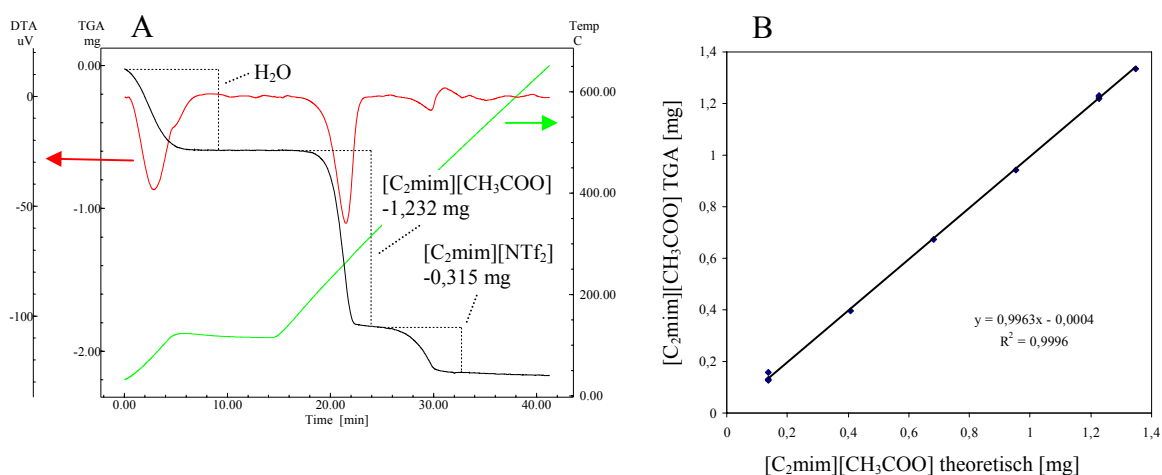 A
DTA
uV
TGA
mg
Temp
C
0
-50
-100
0.00
-1.00
-2.00
600.00
400.00
200.00
0.00
H₂O
[C₂mim][CH₃COO]
-1,232 mg
[C₂mim][NTf₂]
-0,315 mg
0.00 10.00 20.00 30.00 40.00
Time [min]
B
[C₂mim][CH₃COO] TGA [mg]
1,4
1,2
1
0,8
0,6
0,4
0,2
0
y = 0,9963x - 0,0004
R² = 0,9996
0 0,2 0,4 0,6 0,8 1 1,2 1,4
[C₂mim][CH₃COO] theoretisch [mg]